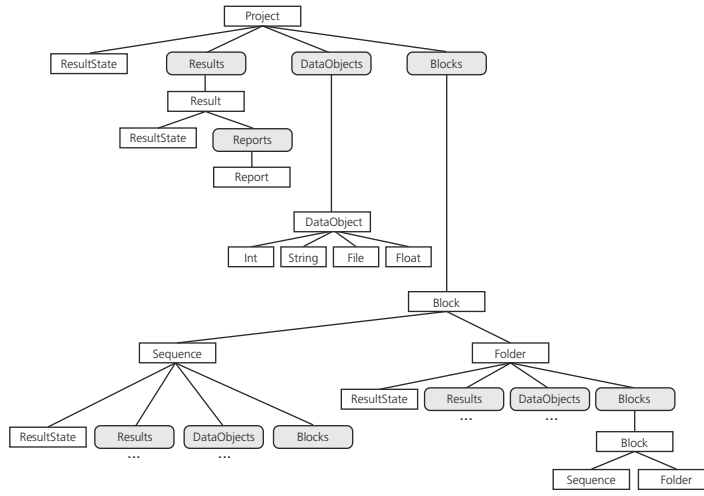 Project
ResultState
Results
DataObjects
Blocks
Result
ResultState
Reports
Report
DataObject
Int
String
File
Float
Block
Sequence
Folder
ResultState
Results
DataObjects
Blocks
...
...
ResultState
Results
DataObjects
Blocks
...
...
Block
Sequence
Folder